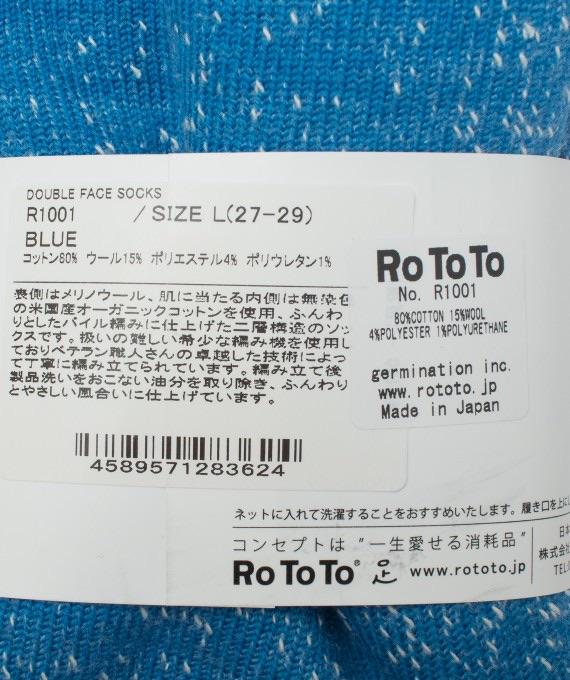 DOUBLE FACE SOCKS
R1001 / SIZE L(27-29)
BLUE
コットン80% ウール15% ポリエステル4% ポリウレタン1%
表側はメリノウール、肌に当たる内側は無染色
の米国産オーガニックコットンを使用、ふんわ
りとしたパイル編みに仕上げた二層構造のソッ
クスです。扱いの難しい希少な編み機を使用し
ておりベテラン職人さんの卓越した技術によっ
て丁寧に編み立てられています。編み立て後
製品洗いをおこない油分を取り除き、ふんわり
とやさしい風合いに仕上げています。
4589571283624
RoToTo
No. R1001
80%COTTON 15%WOOL
4%POLYESTER 1%POLYURETHANE
germination inc.
www.rototo.jp
Made in Japan
ネットに入れて洗濯することをおすすめいたします。履き口を上に
コンセプトは "一生愛せる消耗品"
RoToTo® 足 www.rototo.jp
日本
株式会社
TEL